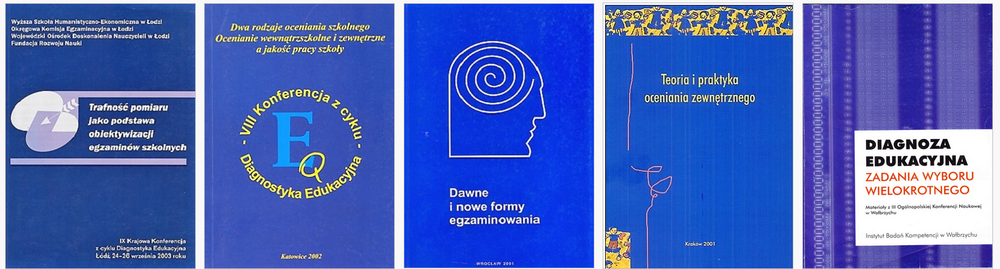 Wyższa Szkoła Humanistyczno-Ekonomiczna w Łodzi
Okręgowa Komisja Egzaminacyjna w Łodzi
Wojewódzki Ośrodek Doskonalenia Nauczycieli w Łodzi
Fundacja Rozwoju Nauki
Trafność pomiaru
jako podstawa
obiektywizacji
egzaminów szkolnych
IX Krajowa Konferencja
z cyklu Diagnostyka Edukacyjna
Łódź, 24-26 września 2003 roku
Dwa rodzaje oceniania szkolnego
Ocenianie wewnątrzszkolne i zewnętrzne
a jakość pracy szkoły
- VIII Konferencja z cyklu -
EQ
Diagnostyka Edukacyjna
Katowice 2002
Dawne
i nowe formy
egzaminowania
WROCŁAW 2001
Teoria i praktyka
oceniania zewnętrznego
Kraków 2001
DIAGNOZA
EDUKACYJNA
ZADANIA WYBORU
WIELOKROTNEGO
Materiały z III Ogólnopolskiej Konferencji Naukowej
w Wałbrzychu
Instytut Badań Kompetencji w Wałbrzychu